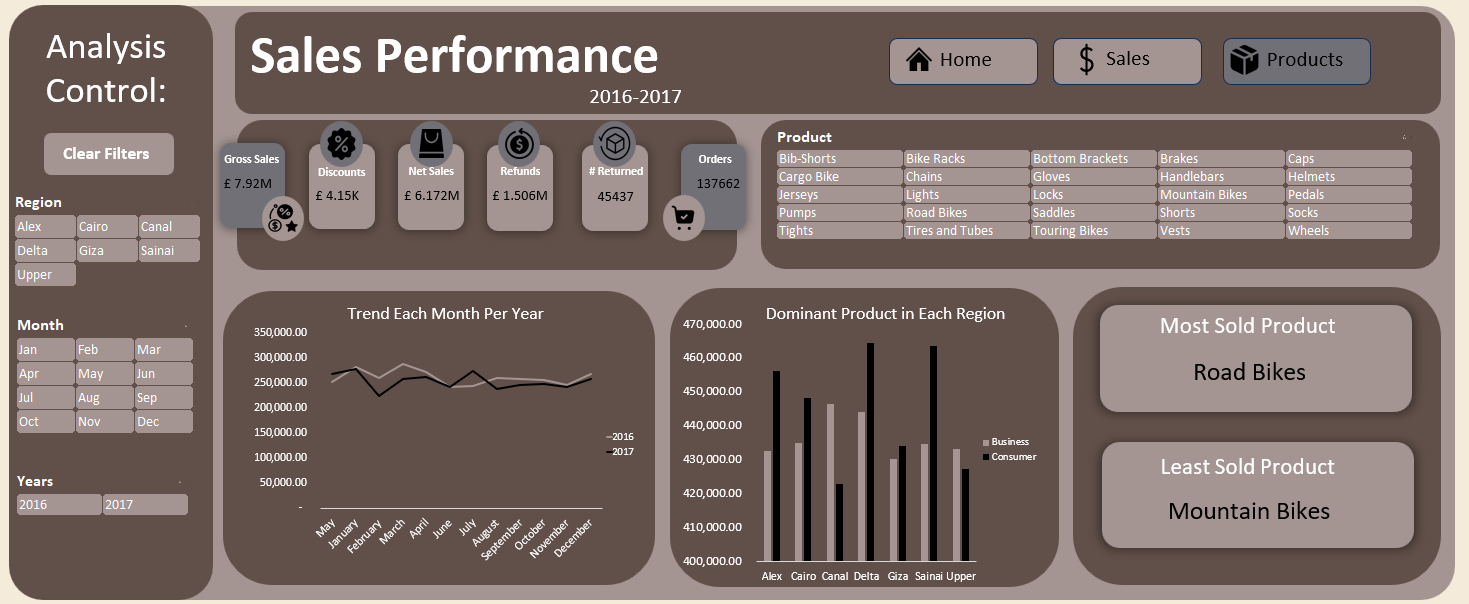 Analysis
Control:
Clear Filters
Region
Alex Cairo Canal
Delta Giza Sainai
Upper
Month
Jan Feb Mar
Apr May Jun
Jul Aug Sep
Oct Nov Dec
Years
2016 2017
Sales Performance
2016-2017
Home Sales Products
Gross Sales
£ 7.92M
Discounts
£ 4.15K
Net Sales
£ 6.172M
Refunds
£ 1.506M
# Returned
45437
Orders
137662
Product
Bib-Shorts Bike Racks Bottom Brackets Brakes Caps
Cargo Bike Chains Gloves Handlebars Helmets
Jerseys Lights Locks Mountain Bikes Pedals
Pumps Road Bikes Saddles Shorts Socks
Tights Tires and Tubes Touring Bikes Vests Wheels
Trend Each Month Per Year
350,000.00
300,000.00
250,000.00
200,000.00
150,000.00
100,000.00
50,000.00
-
May January February March April June July August September October November December
2016
2017
Dominant Product in Each Region
470,000.00
460,000.00
450,000.00
440,000.00
430,000.00
420,000.00
410,000.00
400,000.00
Alex Cairo Canal Delta Giza Sainai Upper
Business
Consumer
Most Sold Product
Road Bikes
Least Sold Product
Mountain Bikes